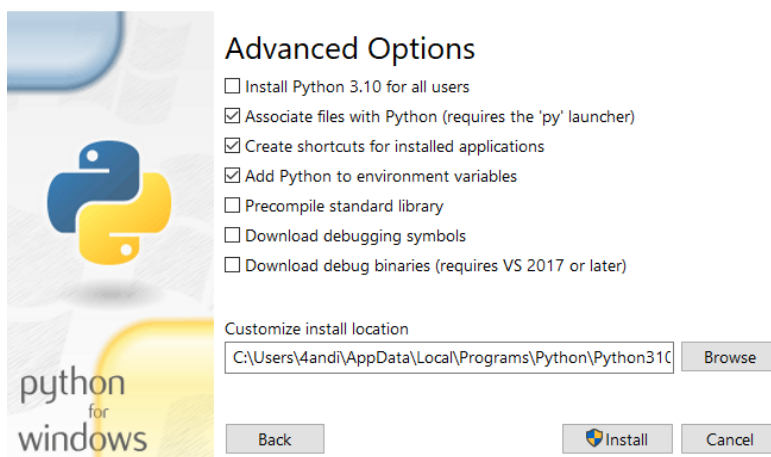 Advanced Options
Install Python 3.10 for all users
Associate files with Python (requires the 'py' launcher)
Create shortcuts for installed applications
Add Python to environment variables
Precompile standard library
Download debugging symbols
Download debug binaries (requires VS 2017 or later)
Customize install location
C:\Users\4andi\AppData\Local\Programs\Python\Python310
Browse
python
for
windows
Back
Install
Cancel